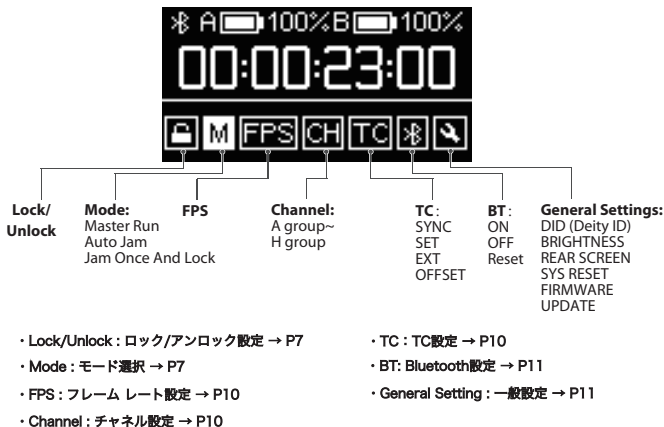 A 100% B 100%
00:00:23:00
M FPS CH TC
Lock/
Unlock
Mode:
Master Run
Auto Jam
Jam Once And Lock
FPS
Channel:
A group~
H group
TC:
SYNC
SET
EXT
OFFSET
BT:
ON
OFF
Reset
General Settings:
DID (Deity ID)
BRIGHTNESS
REAR SCREEN
SYS RESET
FIRMWARE
UPDATE
・Lock/Unlock : ロック/アンロック設定 → P7
・Mode : モード選択 → P7
・FPS : フレーム レート設定 → P10
・Channel : チャネル設定 → P10
・TC：TC設定 → P10
・BT: Bluetooth設定 → P11
・General Setting : 一般設定 → P11